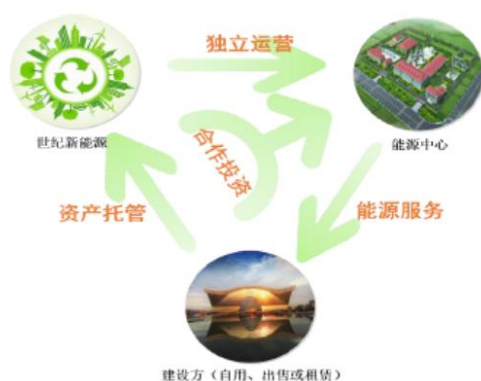 独立运营
世纪新能源
能源中心
合作投资
资产托管
能源服务
建设方（自用、出售或租赁）